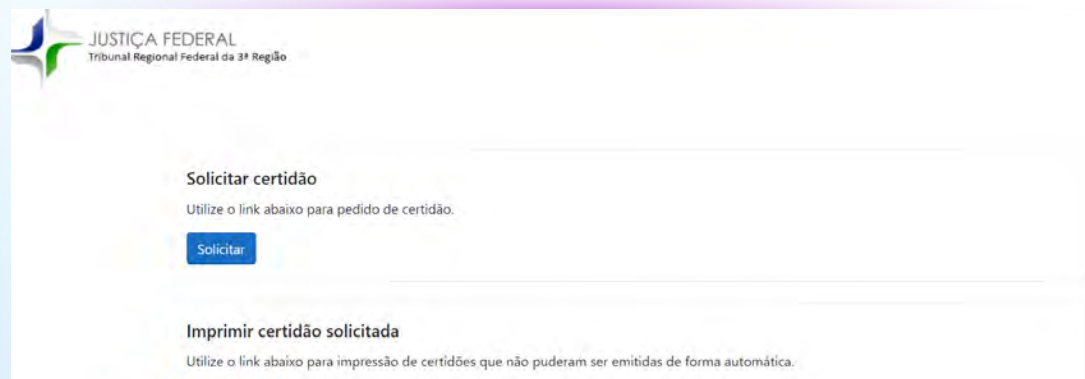 JUSTIÇA FEDERAL
Tribunal Regional Federal da 3ª Região
Solicitar certidão
Utilize o link abaixo para pedido de certidão.
Solicitar
Imprimir certidão solicitada
Utilize o link abaixo para impressão de certidões que não puderam ser emitidas de forma automática.